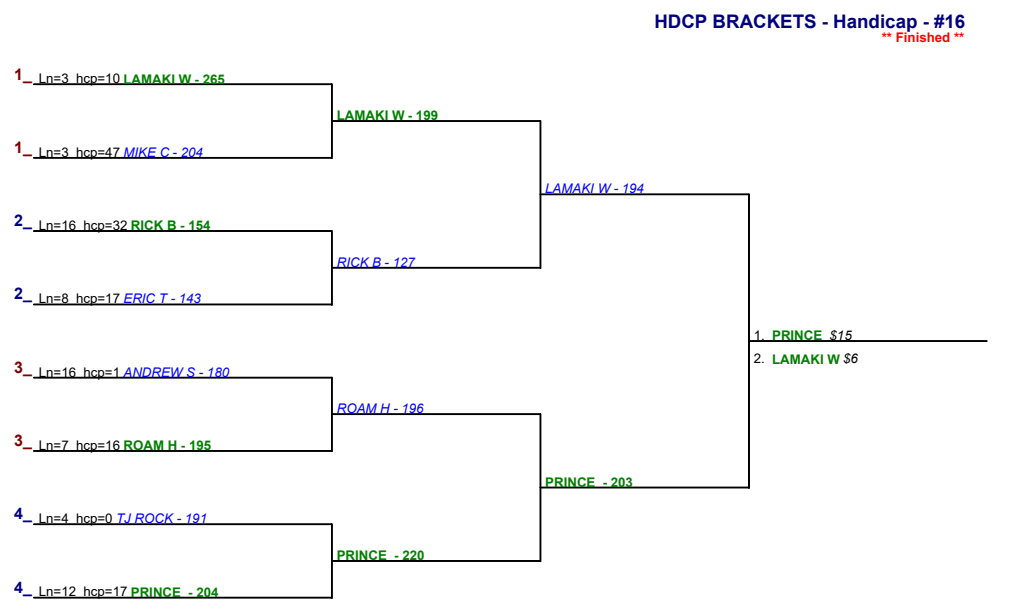 HDCP BRACKETS - Handicap - #16
** Finished **
1_ Ln=3 hcp=10 LAMAKI W - 265
LAMAKI W - 199
1_ Ln=3 hcp=47 MIKE C - 204
LAMAKI W - 194
2_ Ln=16 hcp=32 RICK B - 154
RICK B - 127
2_ Ln=8 hcp=17 ERIC T - 143
1. PRINCE $15
2. LAMAKI W $6
3_ Ln=16 hcp=1 ANDREW S - 180
ROAM H - 196
3_ Ln=7 hcp=16 ROAM H - 195
PRINCE - 203
4_ Ln=4 hcp=0 TJ ROCK - 191
PRINCE - 220
4_ Ln=12 hcp=17 PRINCE - 204